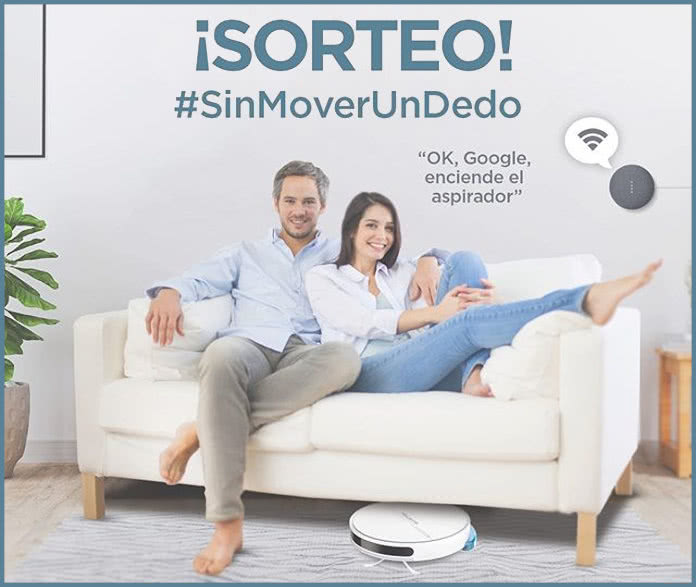 ¡SORTEO!
#SinMoverUnDedo
“OK, Google,
enciende el
aspirador”